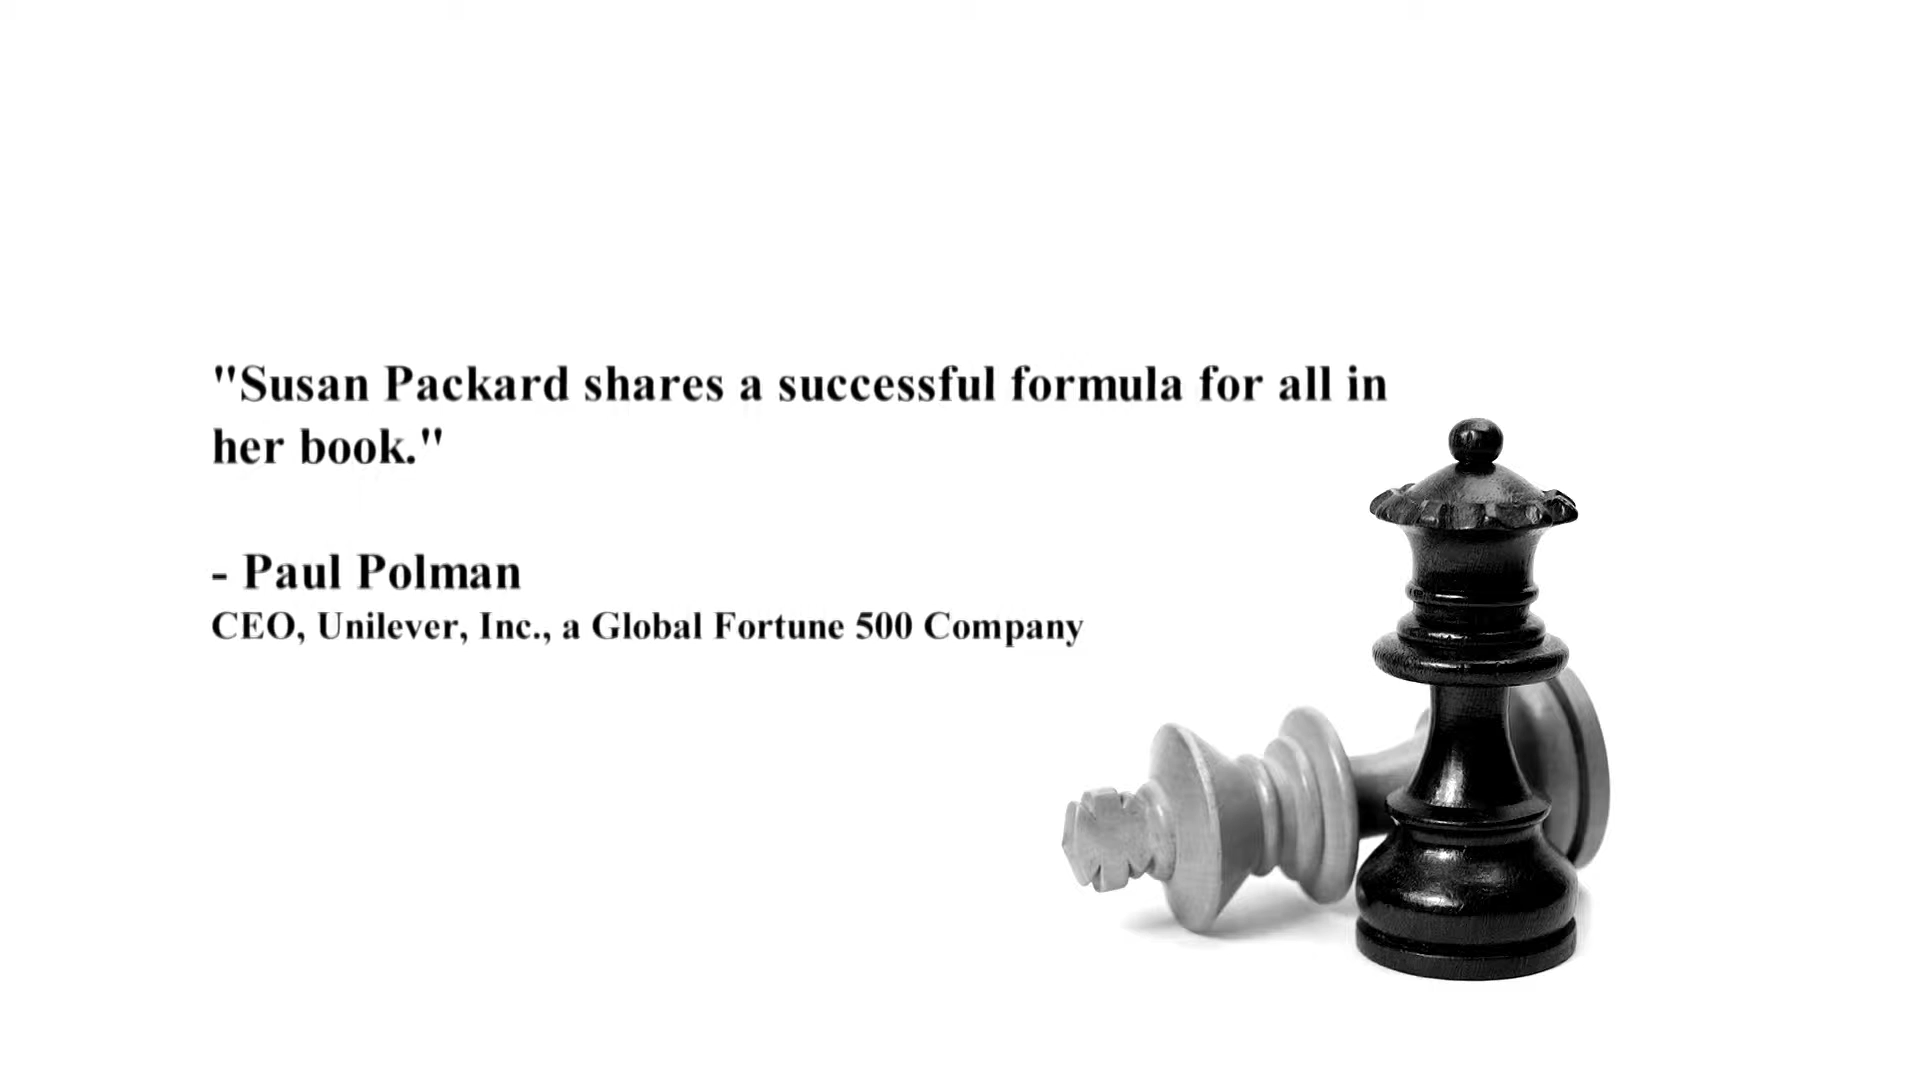 "Susan Packard shares a successful formula for all in
her book."
- Paul Polman
CEO, Unilever, Inc., a Global Fortune 500 Company